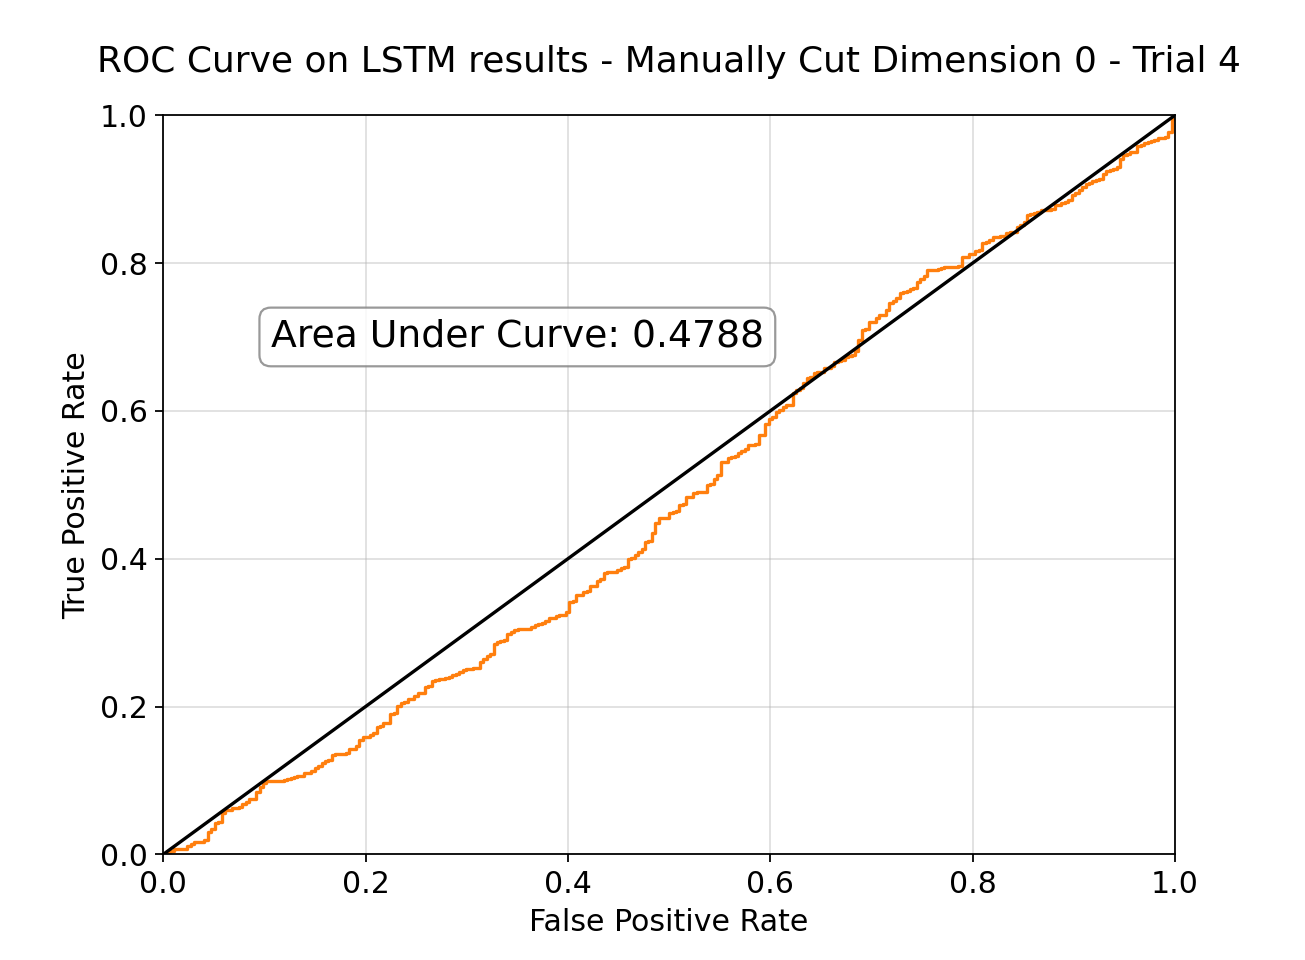 ROC Curve on LSTM results - Manually Cut Dimension 0 - Trial 4
1.0
0.8
0.6
0.4
0.2
0.0
True Positive Rate
Area Under Curve: 0.4788
0.0 0.2 0.4 0.6 0.8 1.0
False Positive Rate